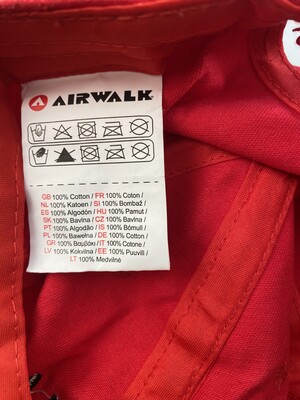 AIRWALK
GB 100% Cotton / FR 100% Coton /
NL 100% Katoen / SI 100% Bombaž /
ES 100% Algodón / HU 100% Pamut /
SK 100% Bavlna / CZ 100% Bavlna /
PT 100% Algodão / IS 100% Bómull /
PL 100% Bawełna / DE 100% Cotton /
GR 100% Βαμβάκι / IT 100% Cotone /
LV 100% Kokvilna / EE 100% Puuvill /
LT 100% Medvilnė